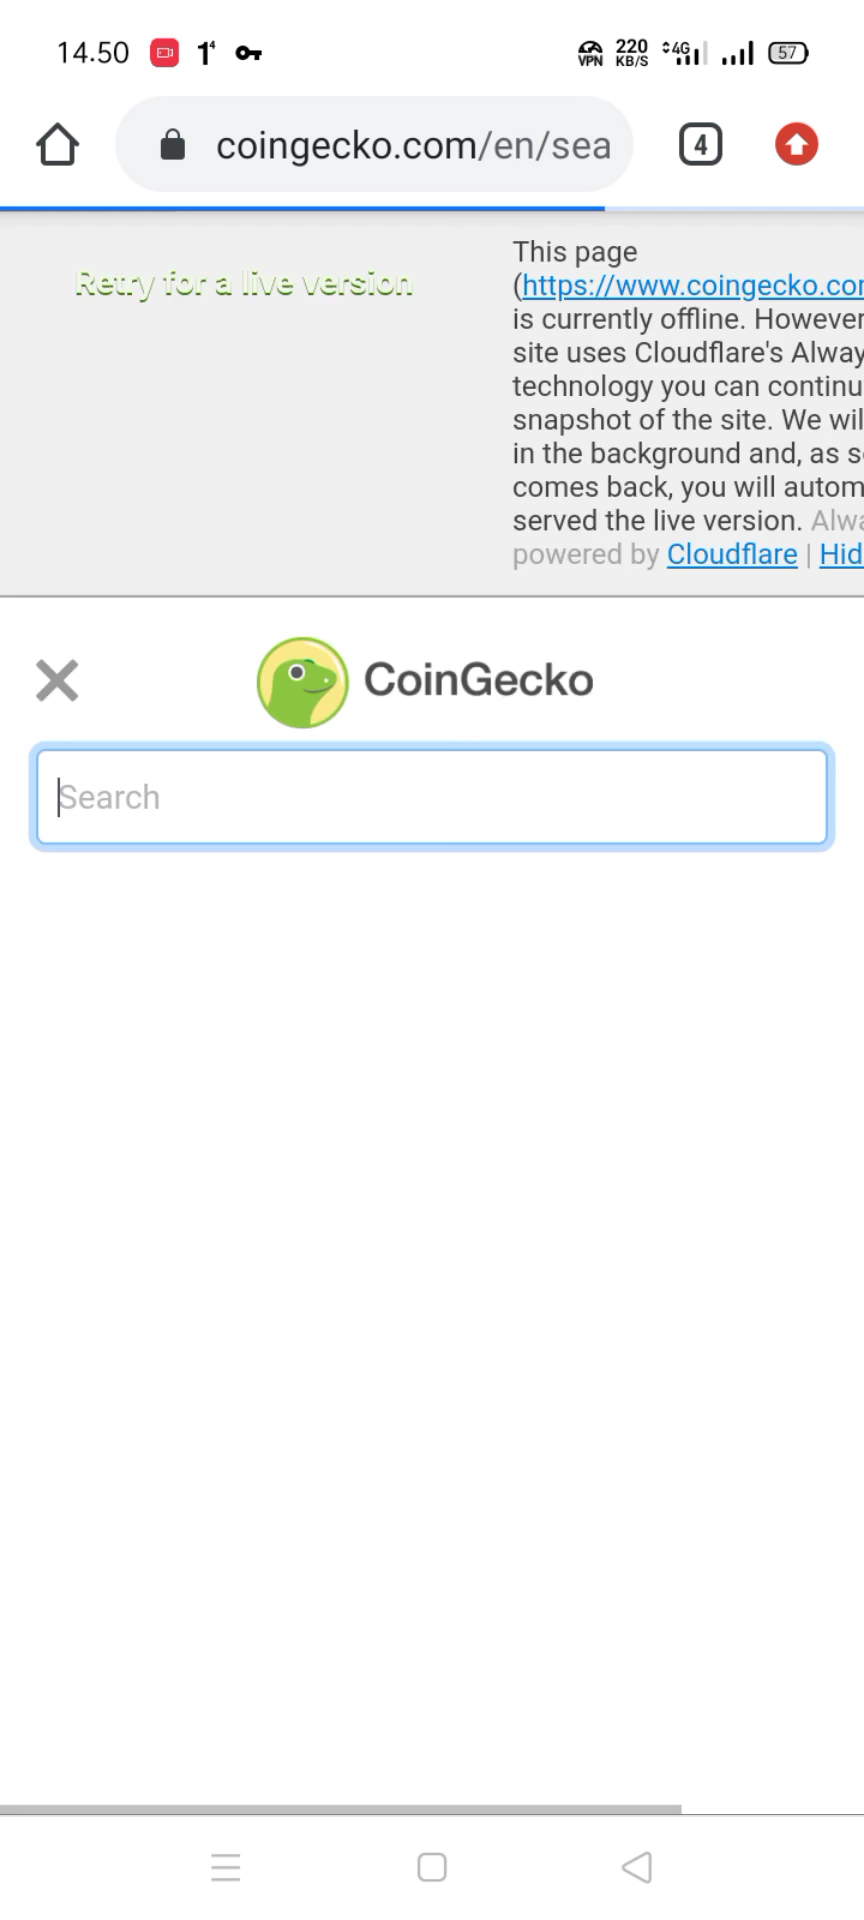 14.50 1⁴ VPN 220 KB/S 4G 57
coingecko.com/en/sea 4
Retry for a live version
This page
(https://www.coingecko.co
is currently offline. However
site uses Cloudflare's Alway
technology you can continu
snapshot of the site. We wil
in the background and, as s
comes back, you will autom
served the live version. Alwa
powered by Cloudflare | Hid
CoinGecko
Search